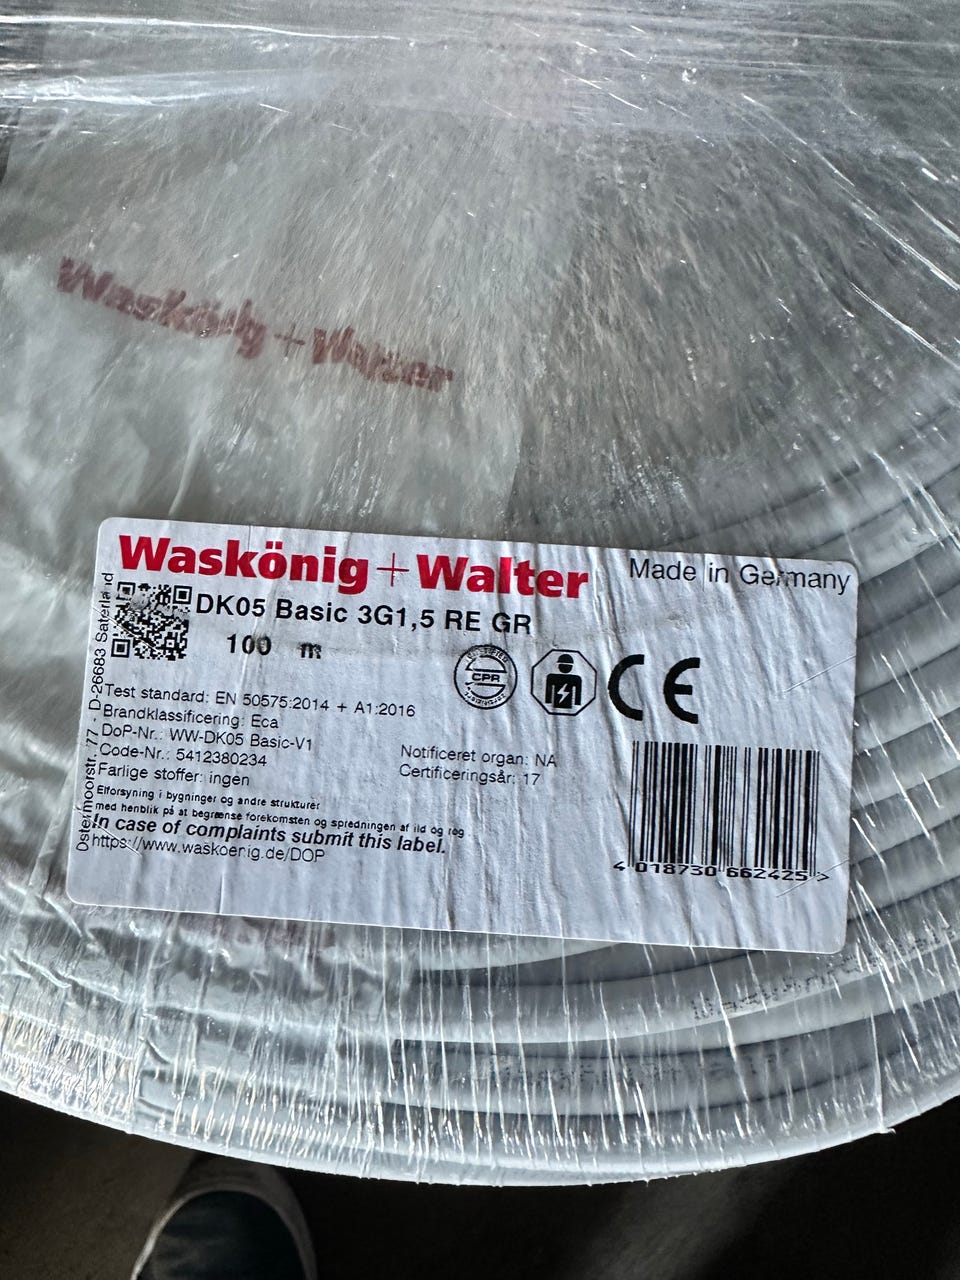 Waskönig+Walter
Waskönig+Walter
Made in Germany
DK05 Basic 3G1,5 RE GR
100 m
CPR
Test standard: EN 50575:2014 + A1:2016
Brandklassificering: Eca
DoP-Nr.: WW-DK05 Basic-V1
Code-Nr.: 5412380234
Farlige stoffer: ingen
Notificeret organ: NA
Certificeringsår: 17
Elforsyning i bygninger og andre strukturer
med henblik på at begrænse forekomsten og spredningen af ild og røg
In case of complaints submit this label.
https://www.waskoenig.de/DOP
Ostermoorstr. 77 - D-26683 Saterland
CE
4 018730 662425 >